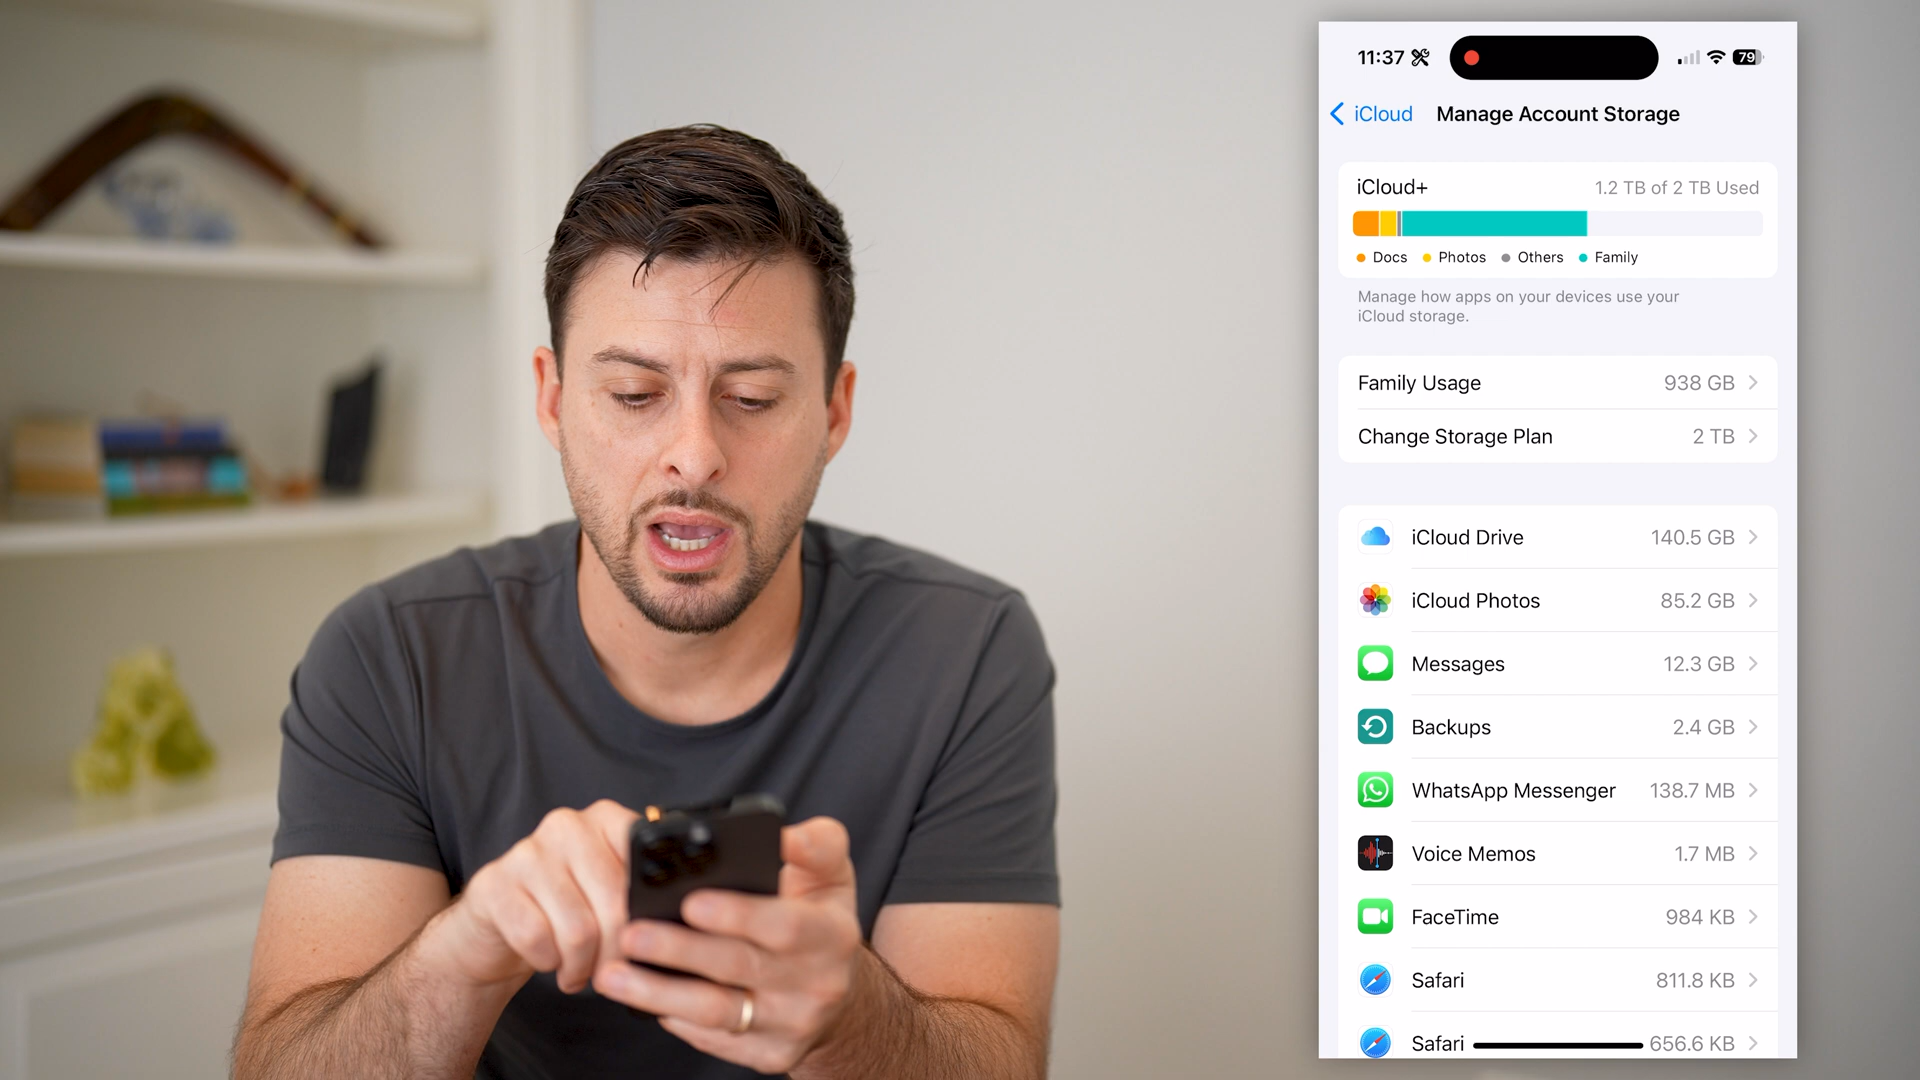 11:37
79
iCloud
Manage Account Storage
iCloud+
1.2 TB of 2 TB Used
Docs
Photos
Others
Family
Manage how apps on your devices use your
iCloud storage.
Family Usage
938 GB
Change Storage Plan
2 TB
iCloud Drive
140.5 GB
iCloud Photos
85.2 GB
Messages
12.3 GB
Backups
2.4 GB
WhatsApp Messenger
138.7 MB
Voice Memos
1.7 MB
FaceTime
984 KB
Safari
811.8 KB
Safari
656.6 KB